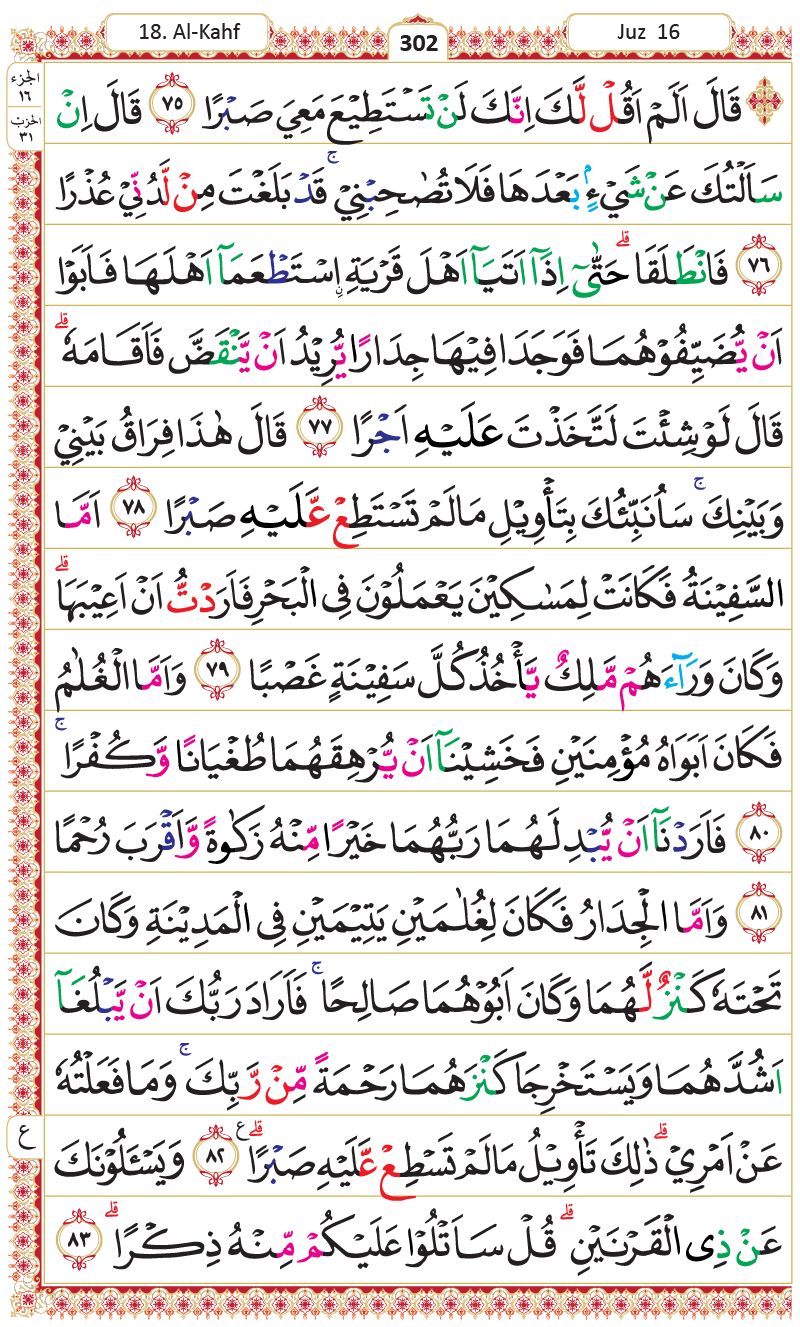 18. Al-Kahf
302
Juz 16
الجزء
١٦
الحزب
٣١
قَالَ اَلَمْ اَقُلْ لَّكَ اِنَّكَ لَنْ تَسْتَطِيْعَ مَعِيَ صَبْرًا ﴿٧٥﴾ قَالَ اِنْ
سَاَلْتُكَ عَنْ شَيْءٍۢ بَعْدَهَا فَلَا تُصٰحِبْنِيْ ۚ قَدْ بَلَغْتَ مِنْ لَّدُنِّيْ عُذْرًا
﴿٧٦﴾ فَانْطَلَقَا ۗ حَتّٰىٓ اِذَآ اَتَيَآ اَهْلَ قَرْيَةِ ِۨاسْتَطْعَمَآ اَهْلَهَا فَاَبَوْا
اَنْ يُّضَيِّفُوْهُمَا فَوَجَدَا فِيْهَا جِدَارًا يُّرِيْدُ اَنْ يَّنْقَضَّ فَاَقَامَهٗ ۗ
قَالَ لَوْ شِئْتَ لَتَّخَذْتَ عَلَيْهِ اَجْرًا ﴿٧٧﴾ قَالَ هٰذَا فِرَاقُ بَيْنِيْ
وَبَيْنِكَ ۚ سَاُنَبِّئُكَ بِتَأْوِيْلِ مَا لَمْ تَسْتَطِعْ عَّلَيْهِ صَبْرًا ﴿٧٨﴾ اَمَّا
السَّفِيْنَةُ فَكَانَتْ لِمَسٰكِيْنَ يَعْمَلُوْنَ فِى الْبَحْرِ فَاَرَدْتُّ اَنْ اَعِيْبَهَا ۗ
وَكَانَ وَرَاۤءَهُمْ مَّلِكٌ يَّأْخُذُ كُلَّ سَفِيْنَةٍ غَصْبًا ﴿٧٩﴾ وَاَمَّا الْغُلٰمُ
فَكَانَ اَبَوَاهُ مُؤْمِنَيْنِ فَخَشِيْنَآ اَنْ يُّرْهِقَهُمَا طُغْيَانًا وَّكُفْرًا ۚ
﴿٨٠﴾ فَاَرَدْنَآ اَنْ يُّبْدِلَهُمَا رَبُّهُمَا خَيْرًا مِّنْهُ زَكٰوةً وَّاَقْرَبَ رُحْمًا
﴿٨١﴾ وَاَمَّا الْجِدَارُ فَكَانَ لِغُلٰمَيْنِ يَتِيْمَيْنِ فِى الْمَدِيْنَةِ وَكَانَ
تَحْتَهٗ كَنْزٌ لَّهُمَا وَكَانَ اَبُوْهُمَا صَالِحًا ۚ فَاَرَادَ رَبُّكَ اَنْ يَّبْلُغَآ
اَشُدَّهُمَا وَيَسْتَخْرِجَا كَنْزَهُمَا رَحْمَةً مِّنْ رَّبِّكَ ۚ وَمَا فَعَلْتُهٗ
عَنْ اَمْرِيْ ۗ ذٰلِكَ تَأْوِيْلُ مَا لَمْ تَسْطِعْ عَّلَيْهِ صَبْرًا ۗ ع ﴿٨٢﴾ وَيَسْـَٔلُوْنَكَ
ع
عَنْ ذِى الْقَرْنَيْنِ ۗ قُلْ سَاَتْلُوْا عَلَيْكُمْ مِّنْهُ ذِكْرًا ۗ ﴿٨٣﴾